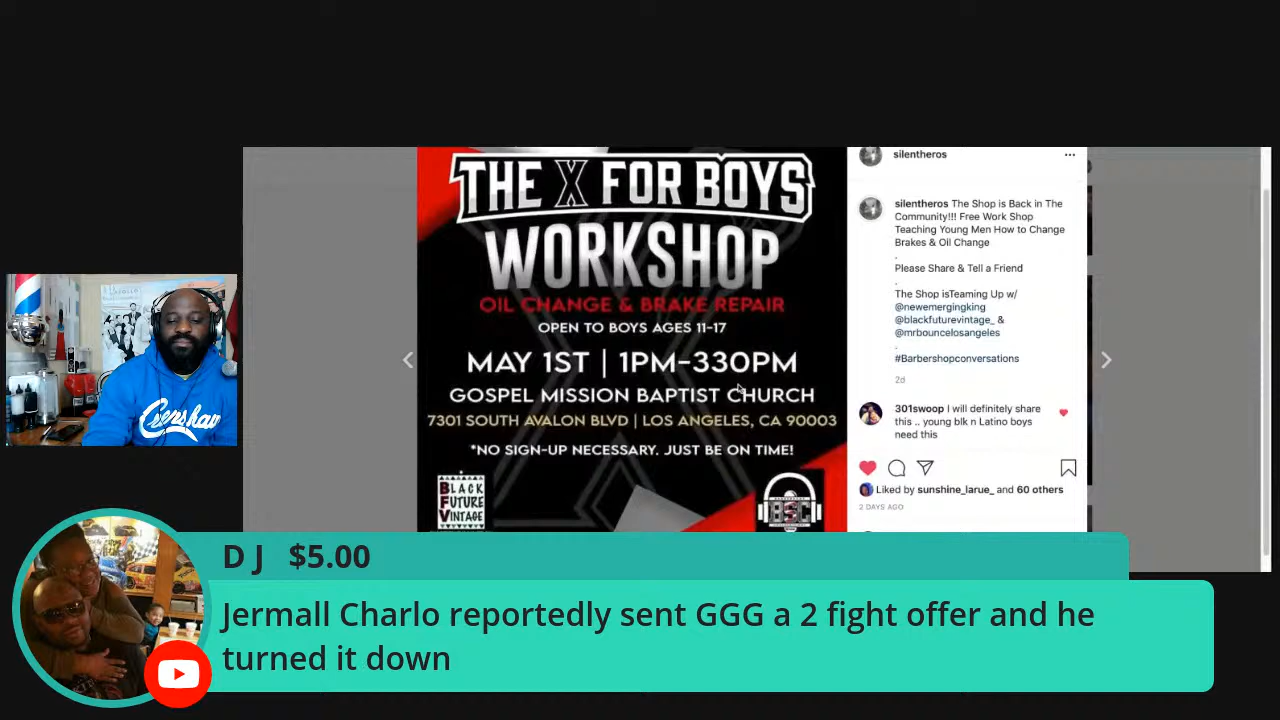 THE X FOR BOYS
WORKSHOP
OIL CHANGE & BRAKE REPAIR
OPEN TO BOYS AGES 11-17
MAY 1ST | 1PM-330PM
GOSPEL MISSION BAPTIST CHURCH
7301 SOUTH AVALON BLVD | LOS ANGELES, CA 90003
*NO SIGN-UP NECESSARY. JUST BE ON TIME!
BLACK
FUTURE
VINTAGE
BSC
silentheros
silentheros The Shop is Back in The
Community!!! Free Work Shop
Teaching Young Men How to Change
Brakes & Oil Change
.
Please Share & Tell a Friend
.
The Shop isTeaming Up w/
@newemergingking
@blackfuturevintage_ &
@mrbouncelosangeles
.
#Barbershopconversations
2d
301swoop I will definitely share
this .. young blk n Latino boys
need this
Liked by sunshine_larue_ and 60 others
2 DAYS AGO
Crenshaw
D J $5.00
Jermall Charlo reportedly sent GGG a 2 fight offer and he
turned it down